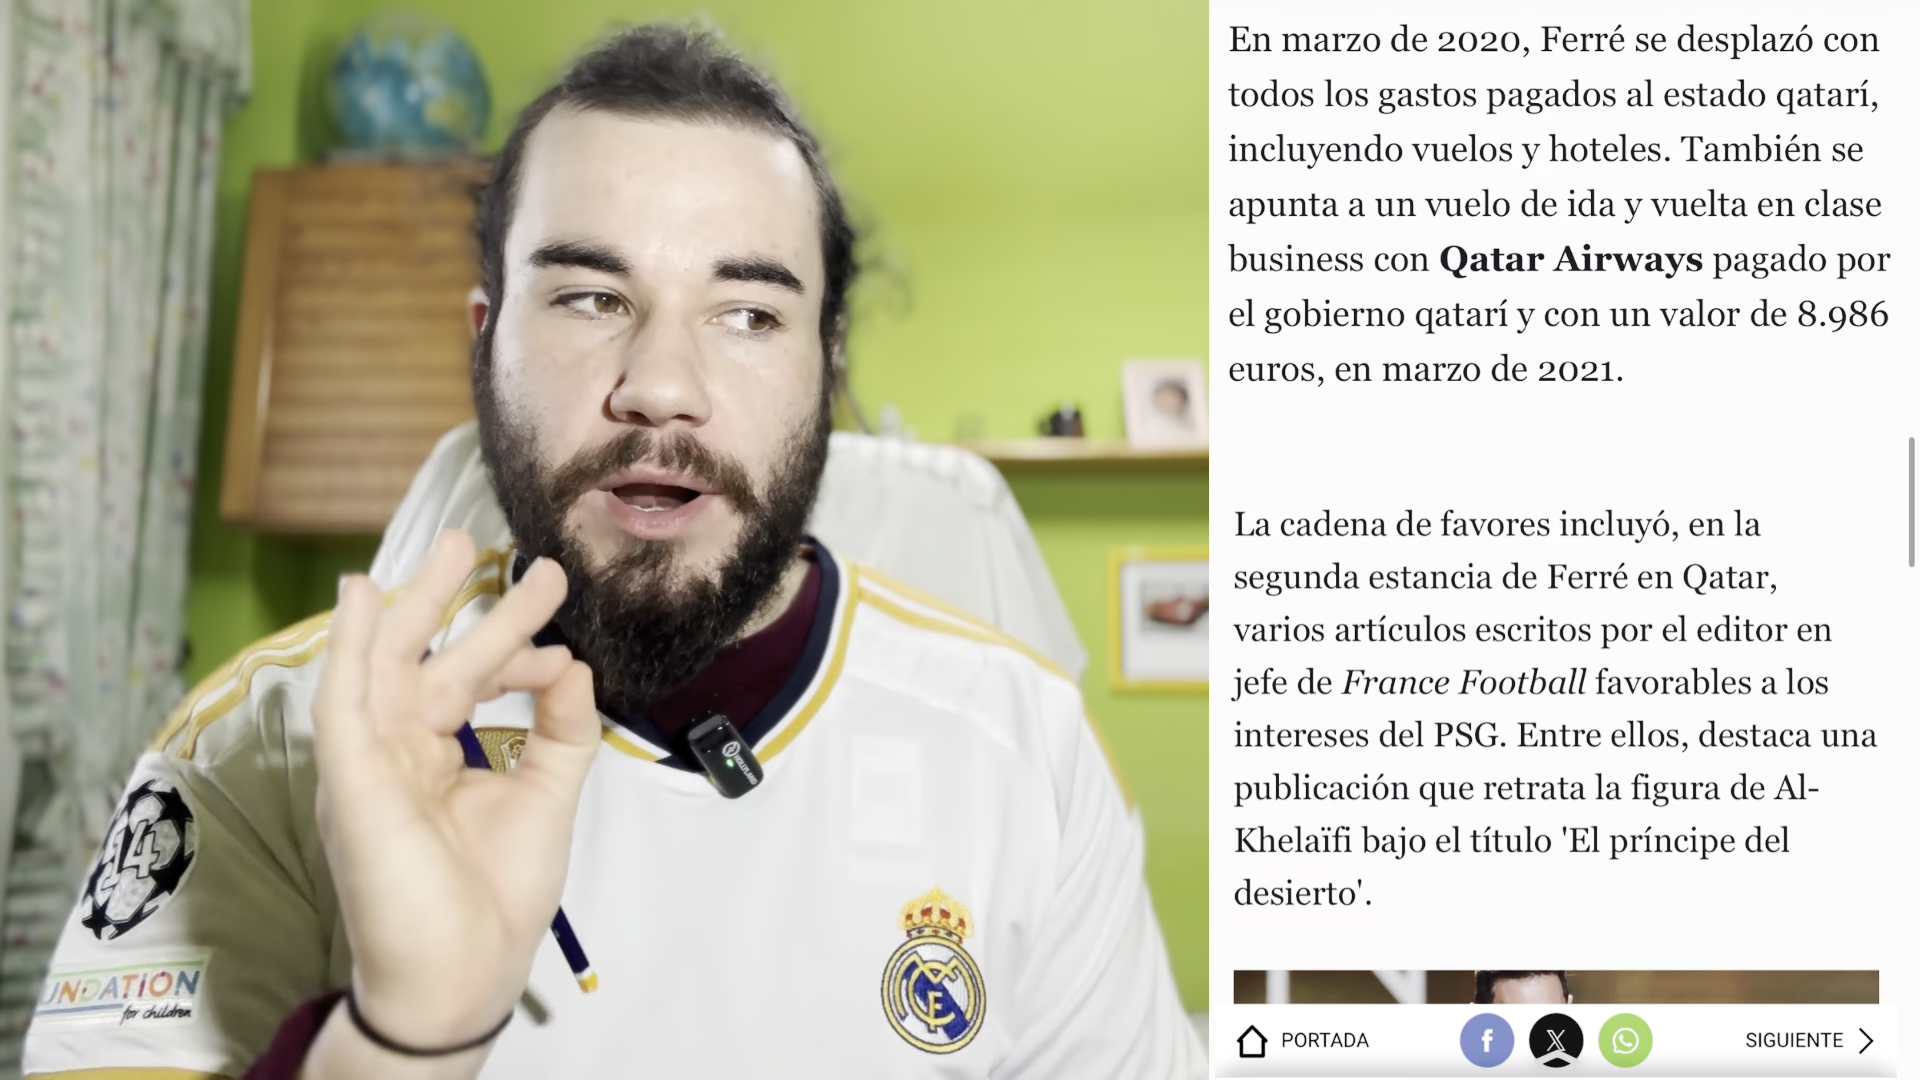 En marzo de 2020, Ferré se desplazó con
todos los gastos pagados al estado qatarí,
incluyendo vuelos y hoteles. También se
apunta a un vuelo de ida y vuelta en clase
business con Qatar Airways pagado por
el gobierno qatarí y con un valor de 8.986
euros, en marzo de 2021.
La cadena de favores incluyó, en la
segunda estancia de Ferré en Qatar,
varios artículos escritos por el editor en
jefe de France Football favorables a los
intereses del PSG. Entre ellos, destaca una
publicación que retrata la figura de Al-
Khelaïfi bajo el título 'El príncipe del
desierto'.
PORTADA
SIGUIENTE
14
UNDATION
for children
HOLLYLAND